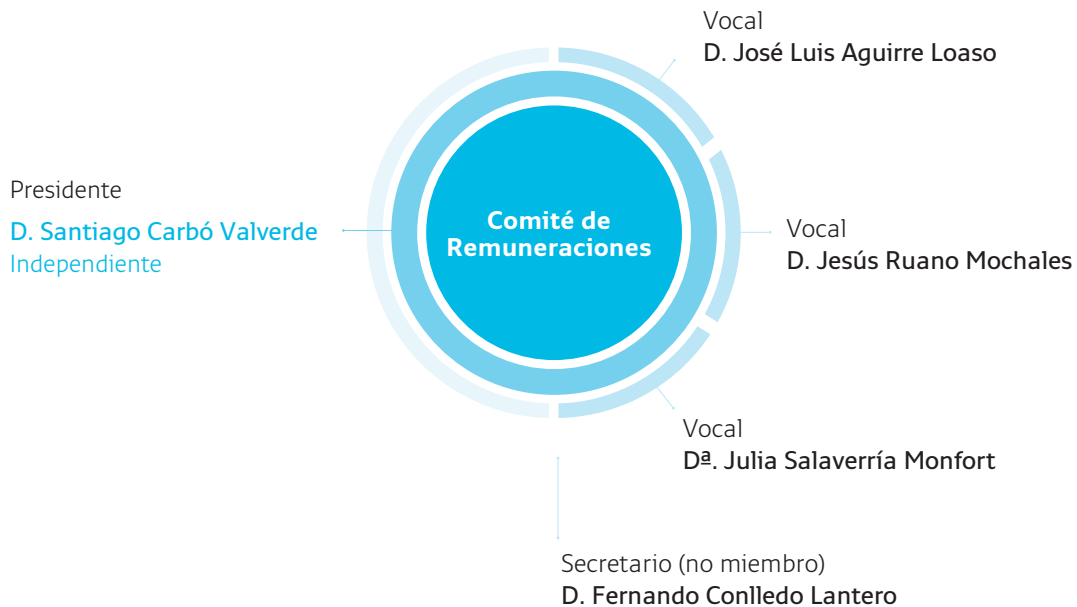 Vocal
D. José Luis Aguirre Loaso
Presidente
D. Santiago Carbó Valverde
Independiente
Comité de
Remuneraciones
Vocal
D. Jesús Ruano Mochales
Vocal
Dª. Julia Salaverría Monfort
Secretario (no miembro)
D. Fernando Conlledo Lantero